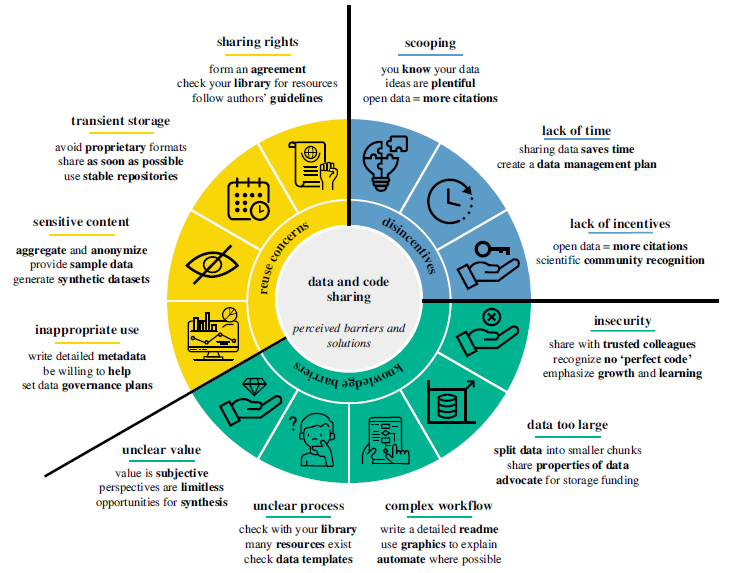 sharing rights
form an agreement
check your library for resources
follow authors' guidelines
scooping
you know your data
ideas are plentiful
open data = more citations
transient storage
avoid proprietary formats
share as soon as possible
use stable repositories
lack of time
sharing data saves time
create a data management plan
sensitive content
aggregate and anonymize
provide sample data
generate synthetic datasets
lack of incentives
open data = more citations
scientific community recognition
reuse concerns
disincentives
knowledge barriers
data and code
sharing
perceived barriers and
solutions
inappropriate use
write detailed metadata
be willing to help
set data governance plans
insecurity
share with trusted colleagues
recognize no 'perfect code'
emphasize growth and learning
data too large
split data into smaller chunks
share properties of data
advocate for storage funding
unclear value
value is subjective
perspectives are limitless
opportunities for synthesis
unclear process
check with your library
many resources exist
check data templates
complex workflow
write a detailed readme
use graphics to explain
automate where possible